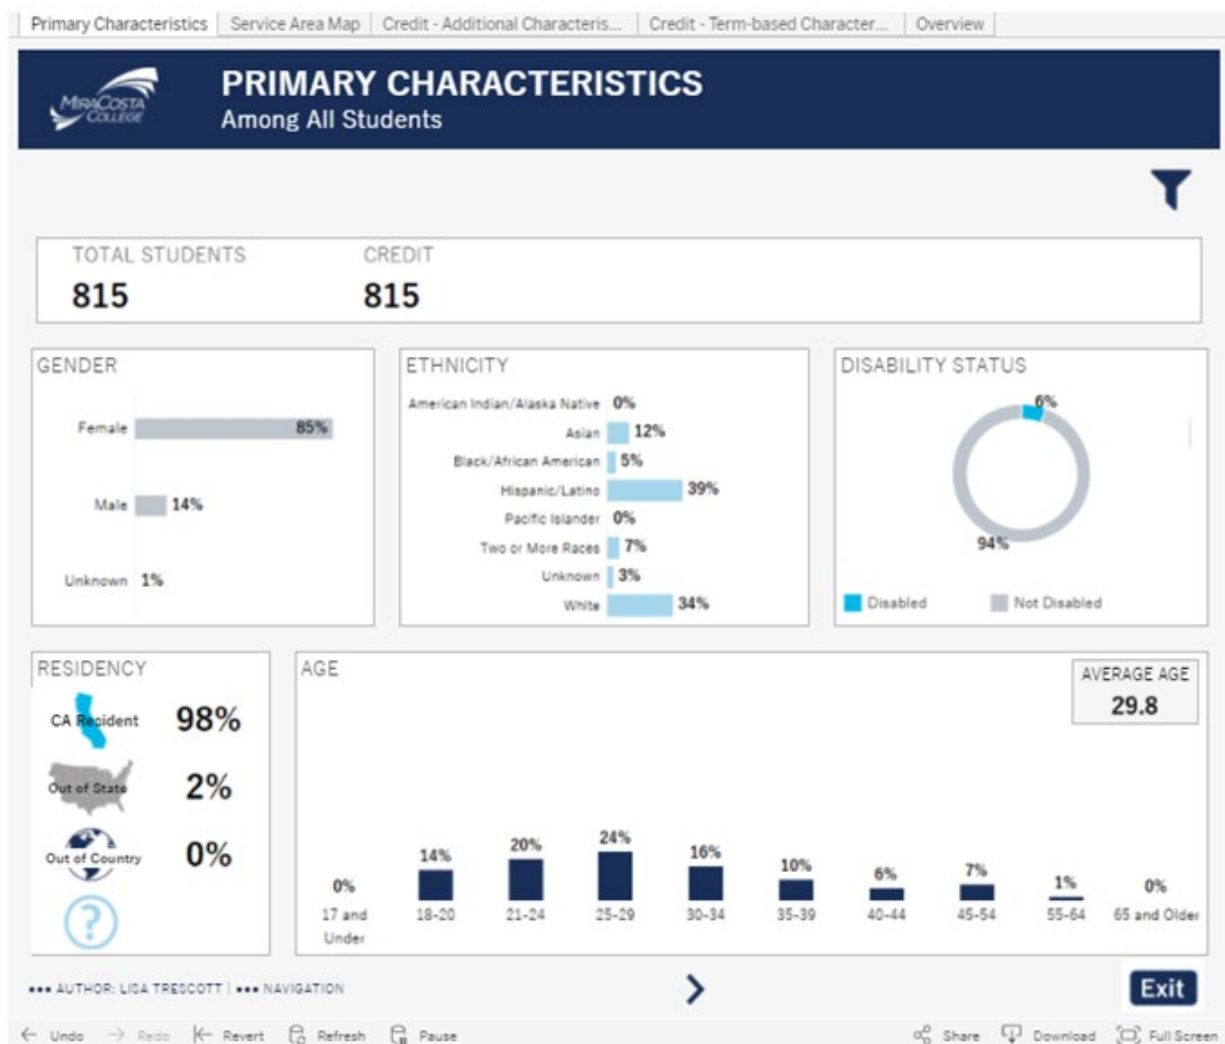 Primary Characteristics Service Area Map Credit - Additional Characteris... Credit - Term-based Character... Overview
MIRACOSTA
COLLEGE
PRIMARY CHARACTERISTICS
Among All Students
TOTAL STUDENTS CREDIT
815 815
GENDER
Female 85%
Male 14%
Unknown 1%
ETHNICITY
American Indian/Alaska Native 0%
Asian 12%
Black/African American 5%
Hispanic/Latino 39%
Pacific Islander 0%
Two or More Races 7%
Unknown 3%
White 34%
DISABILITY STATUS
6%
94%
Disabled Not Disabled
RESIDENCY
CA Resident 98%
Out of State 2%
Out of Country 0%
?
AGE
AVERAGE AGE
29.8
0% 14% 20% 24% 16% 10% 6% 7% 1% 0%
17 and 18-20 21-24 25-29 30-34 35-39 40-44 45-54 55-64 65 and Older
Under
••• AUTHOR: LISA TRESCOTT | ••• NAVIGATION
Exit
Undo Redo Revert Refresh Pause Share Download Full Screen